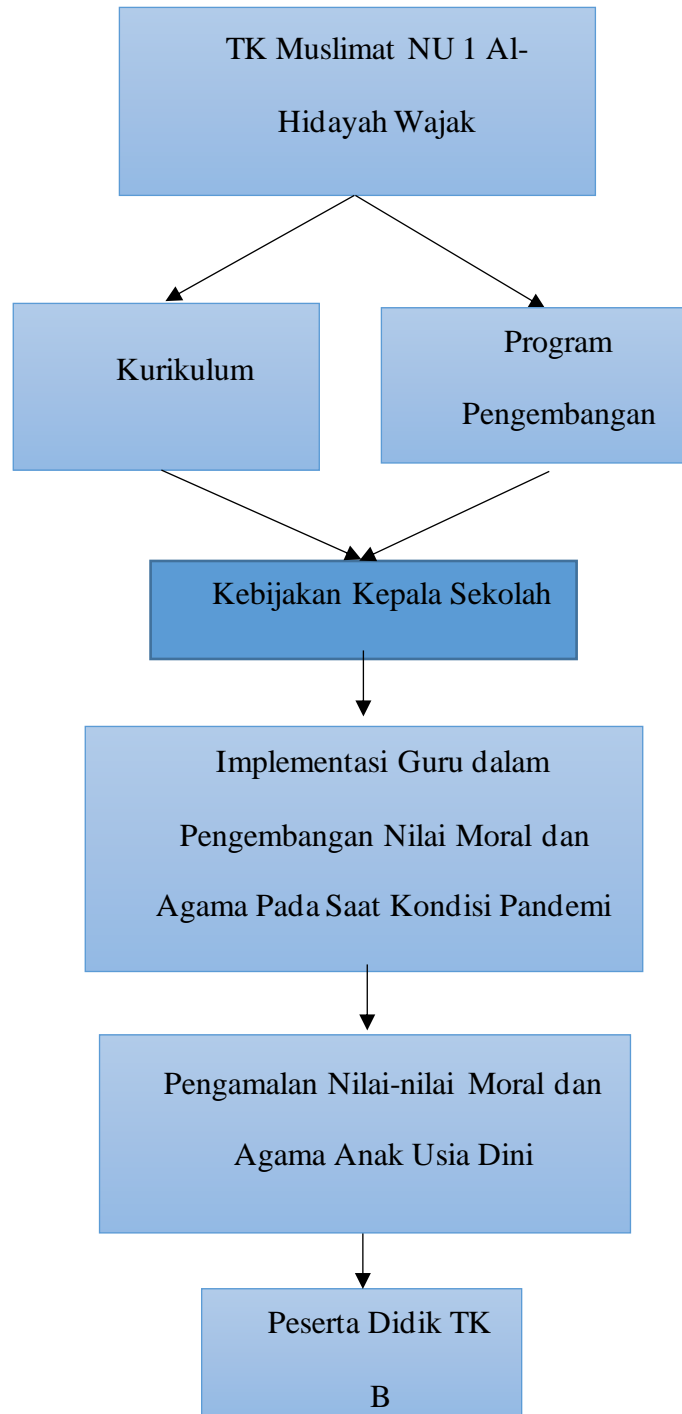 TK Muslimat NU 1 Al-
Hidayah Wajak
Kurikulum
Program
Pengembangan
Kebijakan Kepala Sekolah
Implementasi Guru dalam
Pengembangan Nilai Moral dan
Agama Pada Saat Kondisi Pandemi
Pengamalan Nilai-nilai Moral dan
Agama Anak Usia Dini
Peserta Didik TK
B